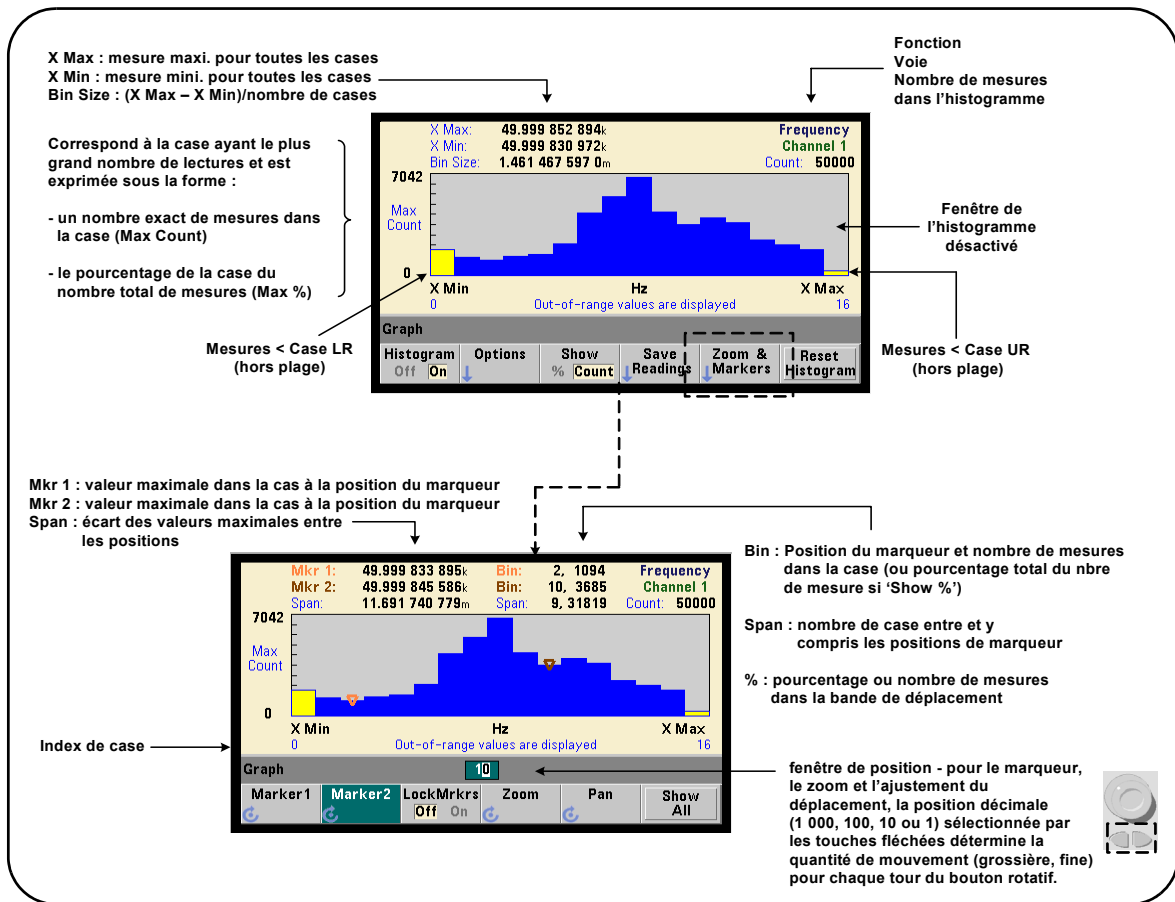 X Max : mesure maxi. pour toutes les cases
X Min : mesure mini. pour toutes les cases
Bin Size : (X Max – X Min)/nombre de cases
Fonction
Voie
Nombre de mesures
dans l'histogramme
Correspond à la case ayant le plus
grand nombre de lectures et est
exprimée sous la forme :
- un nombre exact de mesures dans
la case (Max Count)
- le pourcentage de la case du
nombre total de mesures (Max %)
X Max: 49.999 852 894k Frequency
X Min: 49.999 830 972k Channel 1
Bin Size: 1.461 467 597 0m Count: 50000
7042
Max
Count
0
X Min Hz X Max
0 Out-of-range values are displayed 16
Graph
Histogram Off On
Options
Show % Count
Save Readings
Zoom & Markers
Reset Histogram
Fenêtre de
l'histogramme
désactivé
Mesures < Case LR
(hors plage)
Mesures < Case UR
(hors plage)
Mkr 1 : valeur maximale dans la cas à la position du marqueur
Mkr 2 : valeur maximale dans la cas à la position du marqueur
Span : écart des valeurs maximales entre
les positions
Mkr 1: 49.999 833 895k Bin: 2, 1094 Frequency
Mkr 2: 49.999 845 586k Bin: 10, 3685 Channel 1
Span: 11.691 740 779m Span: 9, 31819 Count: 50000
7042
Max
Count
0
X Min Hz X Max
0 Out-of-range values are displayed 16
Graph 10
Marker1
Marker2
LockMrkrs Off On
Zoom
Pan
Show All
Bin : Position du marqueur et nombre de mesures
dans la case (ou pourcentage total du nbre
de mesure si 'Show %')
Span : nombre de case entre et y
compris les positions de marqueur
% : pourcentage ou nombre de mesures
dans la bande de déplacement
Index de case
fenêtre de position - pour le marqueur,
le zoom et l'ajustement du
déplacement, la position décimale
(1 000, 100, 10 ou 1) sélectionnée par
les touches fléchées détermine la
quantité de mouvement (grossière, fine)
pour chaque tour du bouton rotatif.